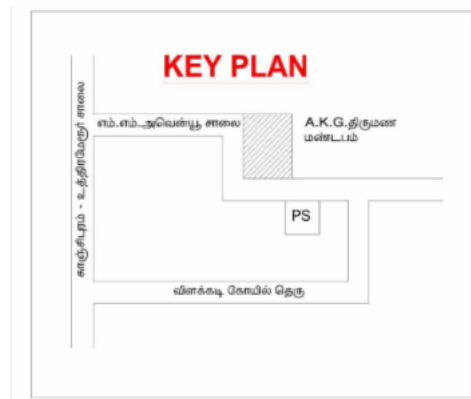 KEY PLAN
எம்.எம்.அவென்யூ சாலை
A.K.G.திருமண
மண்டபம்
காஞ்சிபுரம் - உத்திரமேரூர் சாலை
PS
விளக்கடி கோயில் தெரு